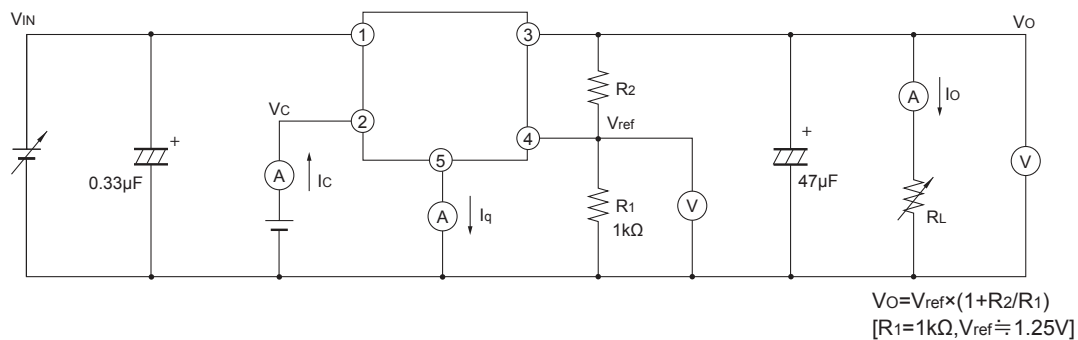 VIN
VO
1
3
R2
A
IO
VC
2
Vref
4
+
+
5
A
IC
0.33μF
47μF
V
R1
1kΩ
V
A
Iq
RL
VO=Vref×(1+R2/R1)
[R1=1kΩ,Vref≒1.25V]